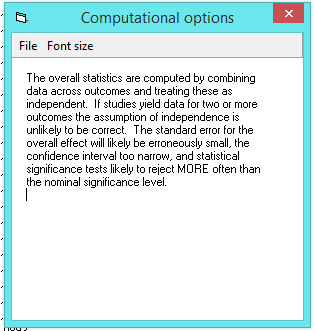 Computational options
File Font size
The overall statistics are computed by combining
data across outcomes and treating these as
independent. If studies yield data for two or more
outcomes the assumption of independence is
unlikely to be correct. The standard error for the
overall effect will likely be erroneously small, the
confidence interval too narrow, and statistical
significance tests likely to reject MORE often than
the nominal significance level.